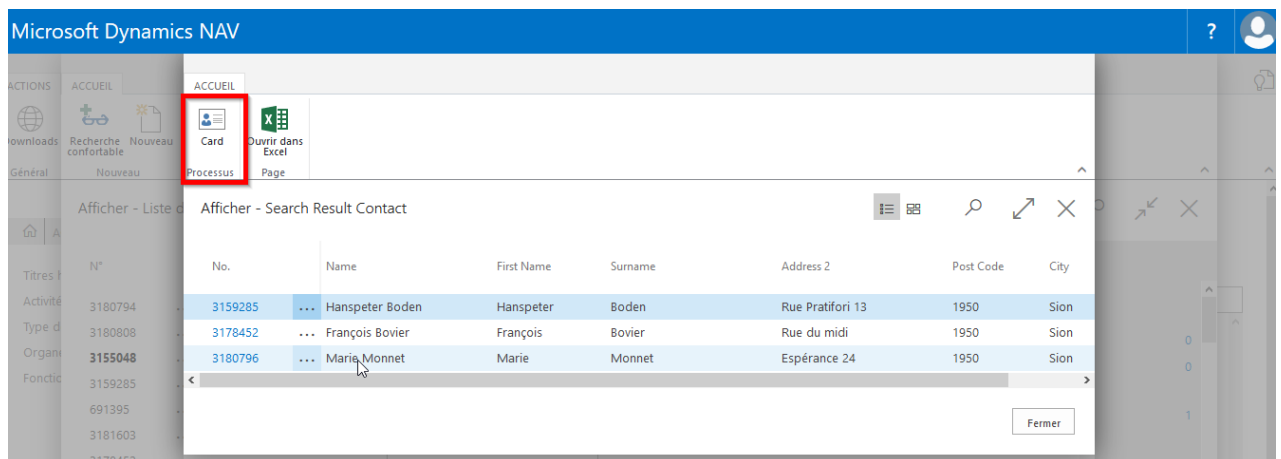 Microsoft Dynamics NAV ?
ACTIONS ACCUEIL ACCUEIL
Downloads Recherche confortable Nouveau Card Ouvrir dans Excel
Général Nouveau Processus Page
Afficher - Liste d Afficher - Search Result Contact
N° No. Name First Name Surname Address 2 Post Code City
Titres
Activité 3180794 3159285 ... Hanspeter Boden Hanspeter Boden Rue Pratifori 13 1950 Sion
Type d 3180808 3178452 ... François Bovier François Bovier Rue du midi 1950 Sion 0
Organi 3155048 3180796 ... Marie Monnet Marie Monnet Espérance 24 1950 Sion 0
Fonctio 3159285
691395 1
Fermer
3181603